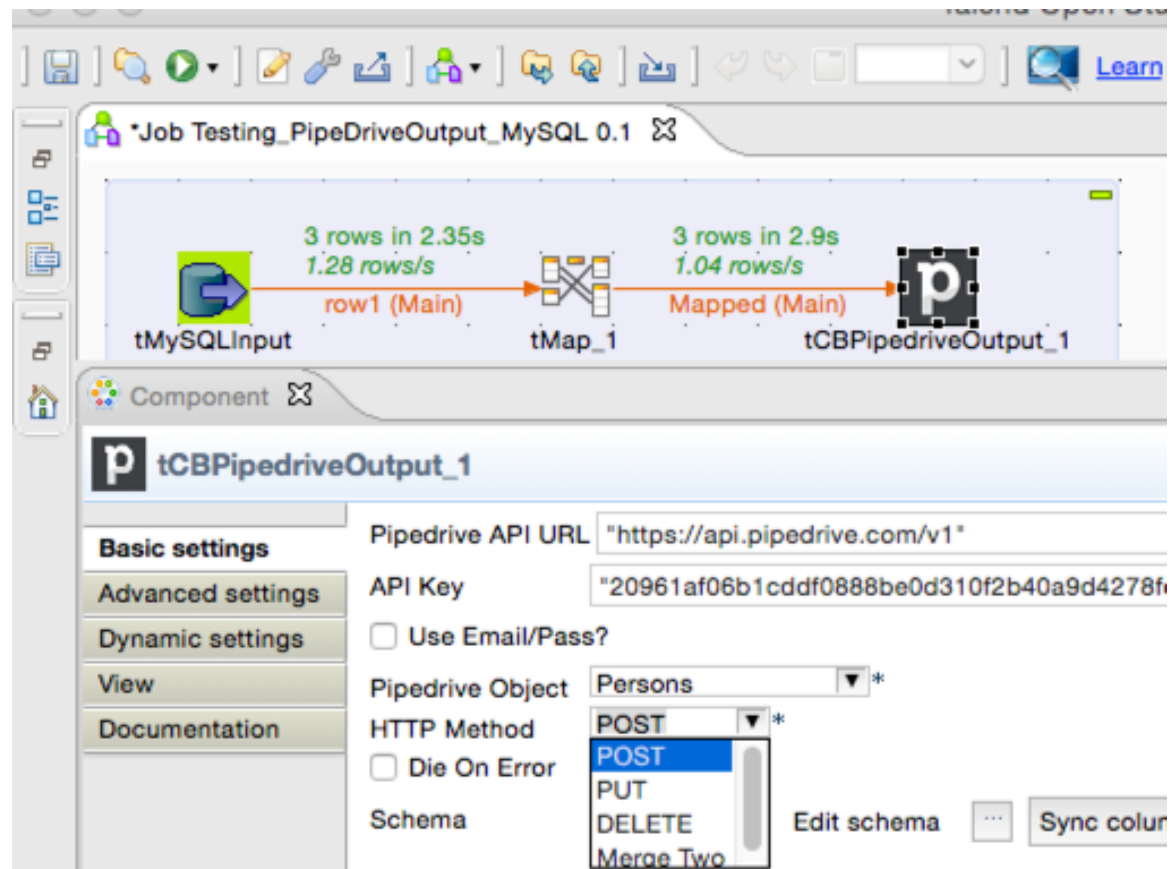 Learn
*Job Testing_PipeDriveOutput_MySQL 0.1
3 rows in 2.35s
3 rows in 2.9s
1.28 rows/s
1.04 rows/s
row1 (Main)
Mapped (Main)
tMySQLInput
tMap_1
tCBPipedriveOutput_1
Component
p tCBPipedriveOutput_1
Basic settings
Advanced settings
Dynamic settings
View
Documentation
Pipedrive API URL "https://api.pipedrive.com/v1"
API Key "20961af06b1cddf0888be0d310f2b40a9d4278f
Use Email/Pass?
Pipedrive Object Persons *
HTTP Method POST *
POST
PUT
DELETE
Merge Two
Die On Error
Schema Edit schema ... Sync colum